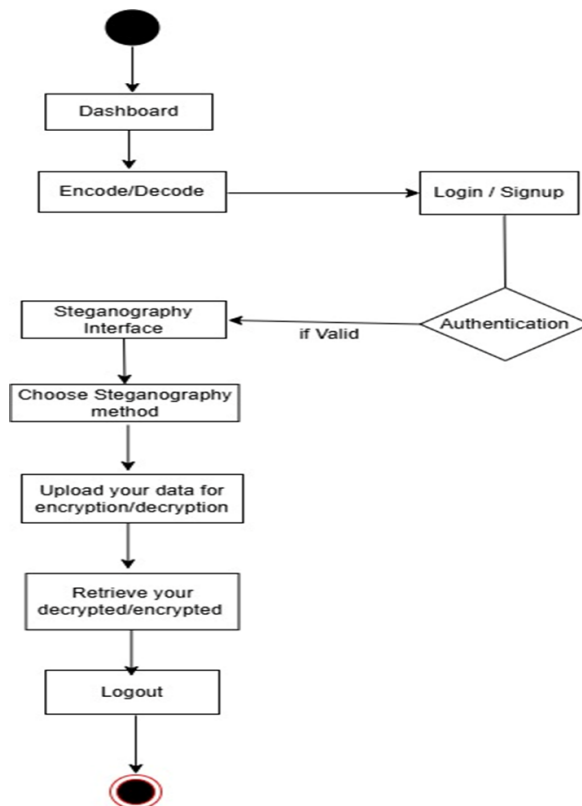 Dashboard
Encode/Decode
Login / Signup
Authentication
if Valid
Steganography
Interface
Choose Steganography
method
Upload your data for
encryption/decryption
Retrieve your
decrypted/encrypted
Logout